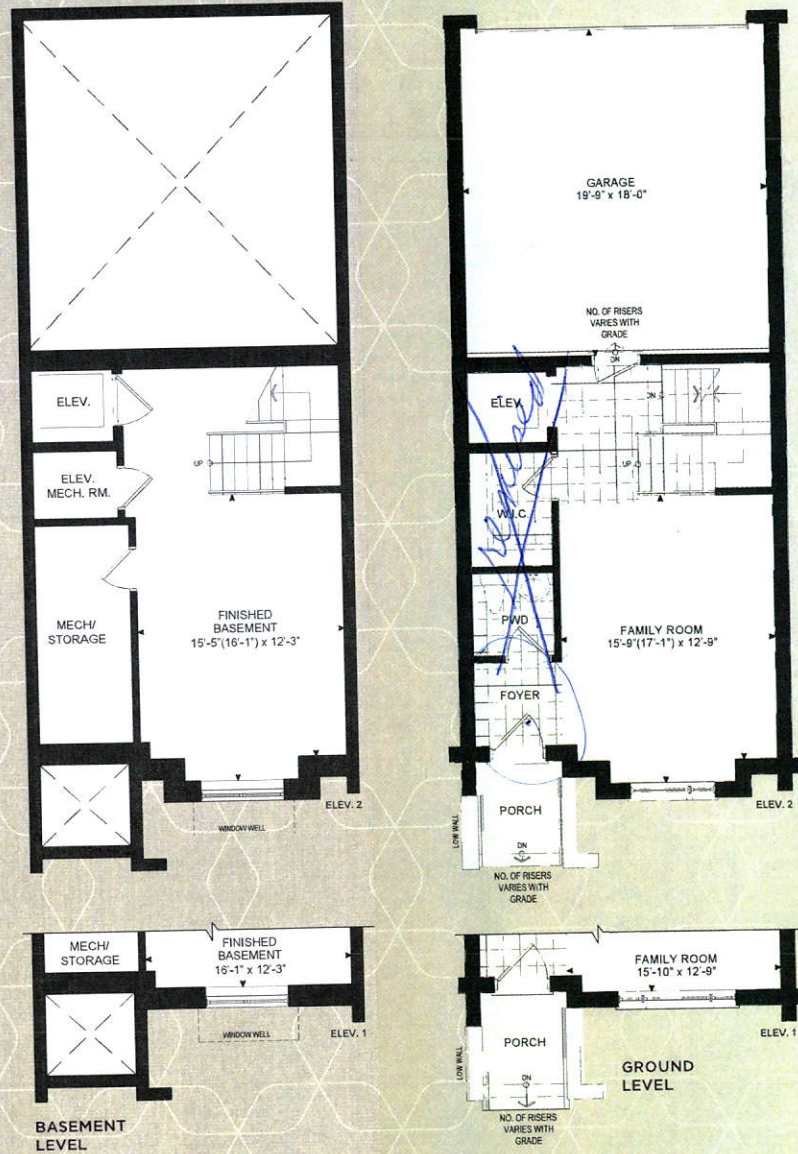 ELEV.
ELEV.
MECH. RM.
UP
MECH/
STORAGE
FINISHED
BASEMENT
15'-5"(16'-1") x 12'-3"
ELEV. 2
WINDOW WELL
MECH/
STORAGE
FINISHED
BASEMENT
16'-1" x 12'-3"
WINDOW WELL
ELEV. 1
BASEMENT
LEVEL
GARAGE
19'-9" x 18'-0"
NO. OF RISERS
VARIES WITH
GRADE
DN
ELEV.
DN
UP
W.I.C.
PWD
FAMILY ROOM
15'-9"(17'-1") x 12'-9"
FOYER
PORCH
LOW WALL
DN
ELEV. 2
NO. OF RISERS
VARIES WITH
GRADE
FAMILY ROOM
15'-10" x 12'-9"
ELEV. 1
PORCH
LOW WALL
DN
NO. OF RISERS
VARIES WITH
GRADE
GROUND
LEVEL